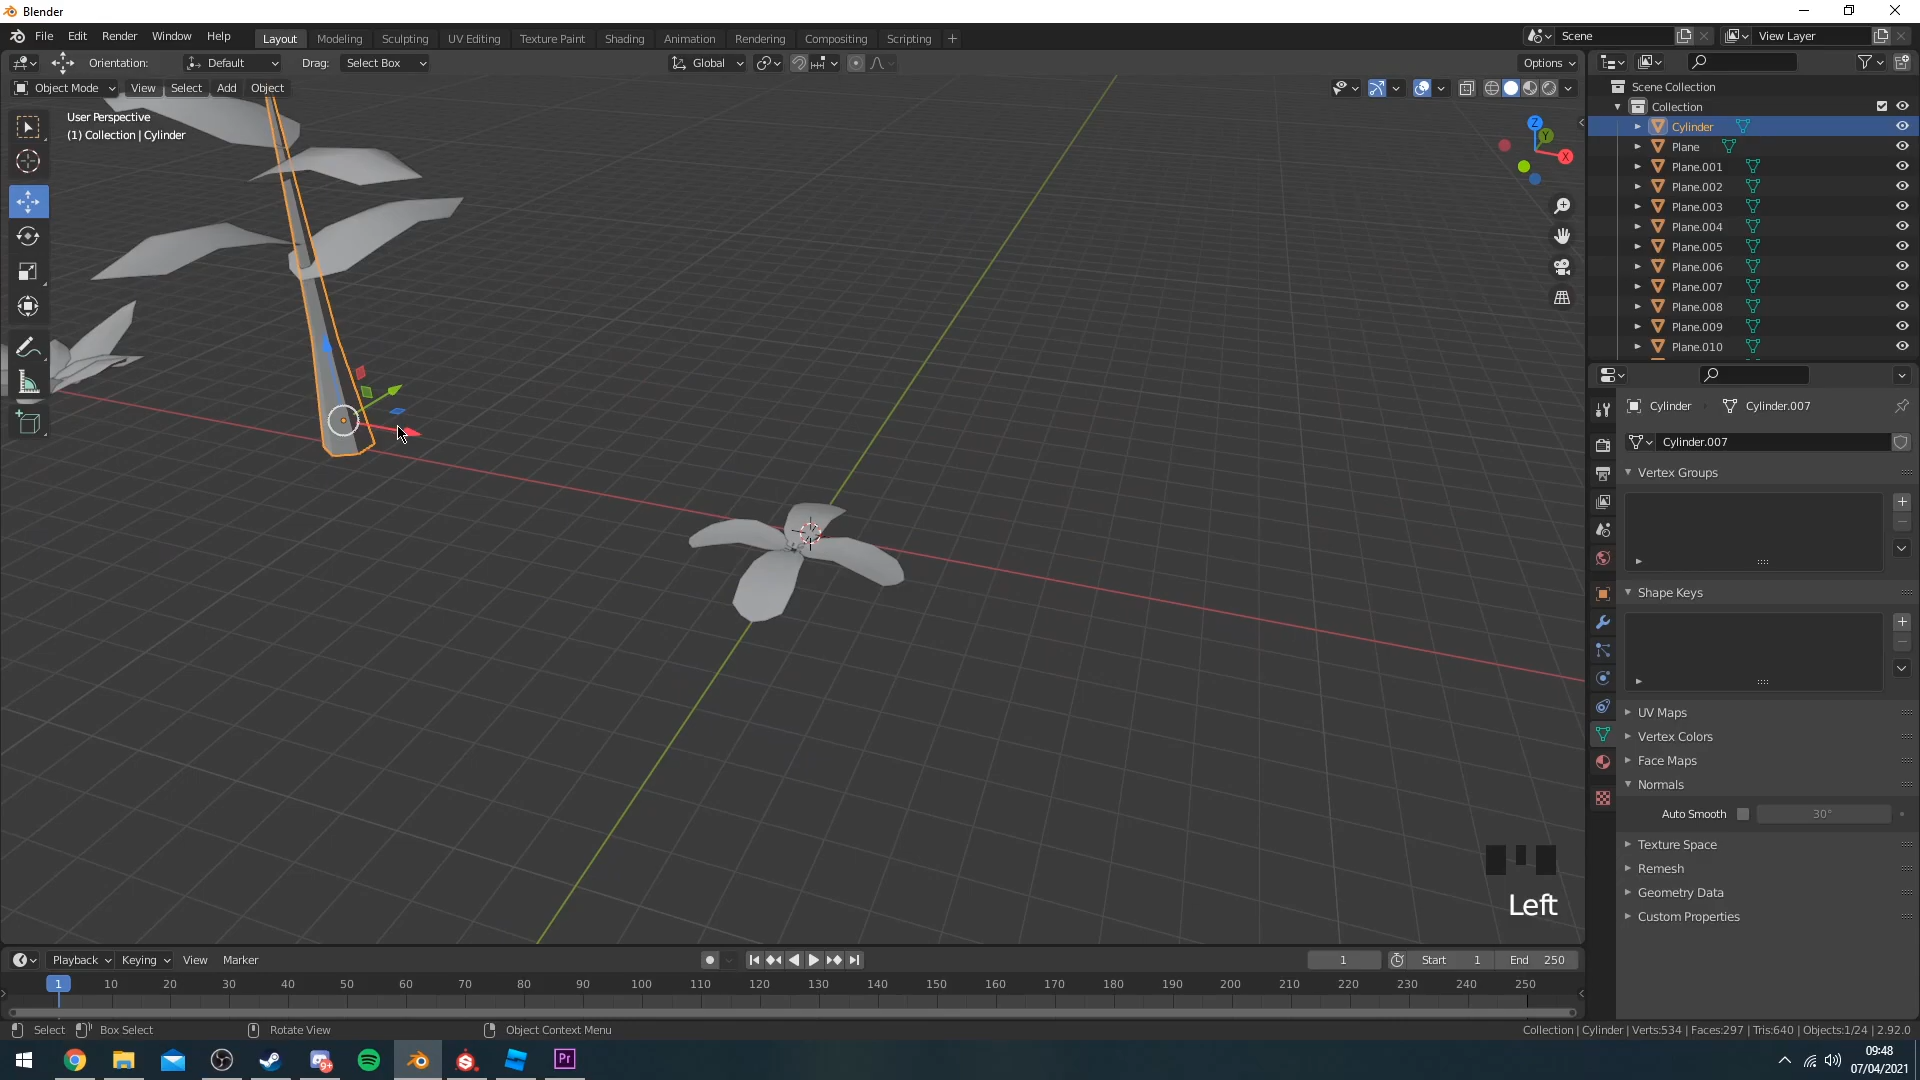 Blender
File Edit Render Window Help Layout Modeling Sculpting UV Editing Texture Paint Shading Animation Rendering Compositing Scripting + Scene View Layer
Orientation: Default Drag: Select Box Global Options
Object Mode View Select Add Object
User Perspective
(1) Collection | Cylinder
Z
Y
X
Scene Collection
Collection
Cylinder
Plane
Plane.001
Plane.002
Plane.003
Plane.004
Plane.005
Plane.006
Plane.007
Plane.008
Plane.009
Plane.010
Cylinder Cylinder.007
Cylinder.007
Vertex Groups
Shape Keys
UV Maps
Vertex Colors
Face Maps
Normals
Auto Smooth 30°
Texture Space
Remesh
Geometry Data
Custom Properties
Left
Playback Keying View Marker 1 Start 1 End 250
1 10 20 30 40 50 60 70 80 90 100 110 120 130 140 150 160 170 180 190 200 210 220 230 240 250
Select Box Select Rotate View Object Context Menu Collection | Cylinder | Verts:534 | Faces:297 | Tris:640 | Objects:1/24 | 2.92.0
9+
Pr
09:48
07/04/2021